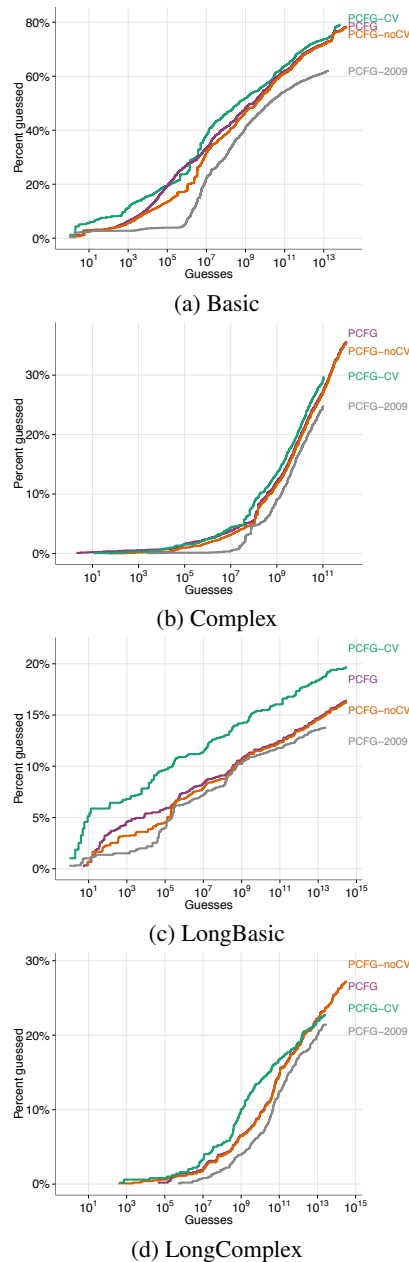 PCFG−CV
PCFG
PCFG−noCV
PCFG−2009
80%
60%
40%
20%
0%
Percent guessed
10^1 10^3 10^5 10^7 10^9 10^11 10^13
Guesses
(a) Basic
PCFG
PCFG−noCV
PCFG−CV
PCFG−2009
30%
20%
10%
0%
Percent guessed
10^1 10^3 10^5 10^7 10^9 10^11
Guesses
(b) Complex
PCFG−CV
PCFG
PCFG−noCV
PCFG−2009
20%
15%
10%
5%
0%
Percent guessed
10^1 10^3 10^5 10^7 10^9 10^11 10^13 10^15
Guesses
(c) LongBasic
PCFG−noCV
PCFG
PCFG−CV
PCFG−2009
30%
20%
10%
0%
Percent guessed
10^1 10^3 10^5 10^7 10^9 10^11 10^13 10^15
Guesses
(d) LongComplex